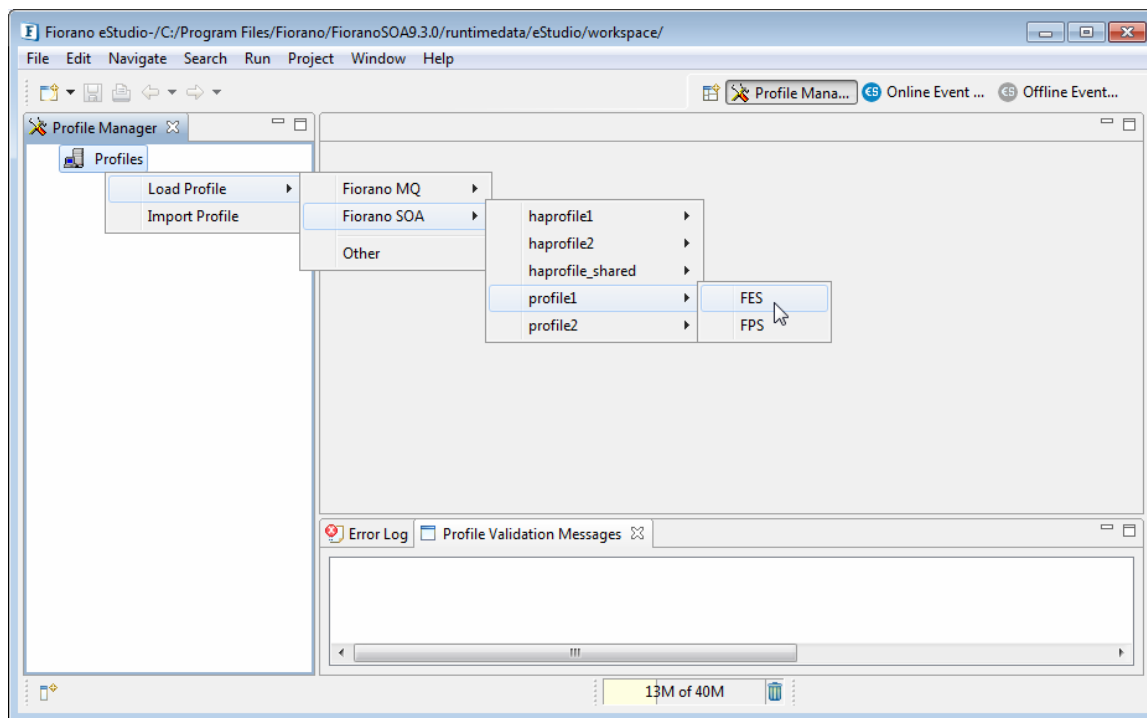 Fiorano eStudio-/C:/Program Files/Fiorano/FioranoSOA9.3.0/runtimedata/eStudio/workspace/
File Edit Navigate Search Run Project Window Help
Profile Mana... Online Event ... Offline Event...
Profile Manager
Profiles
Load Profile
Import Profile
Fiorano MQ
Fiorano SOA
Other
haprofile1
haprofile2
haprofile_shared
profile1
profile2
FES
FPS
Error Log Profile Validation Messages
13M of 40M